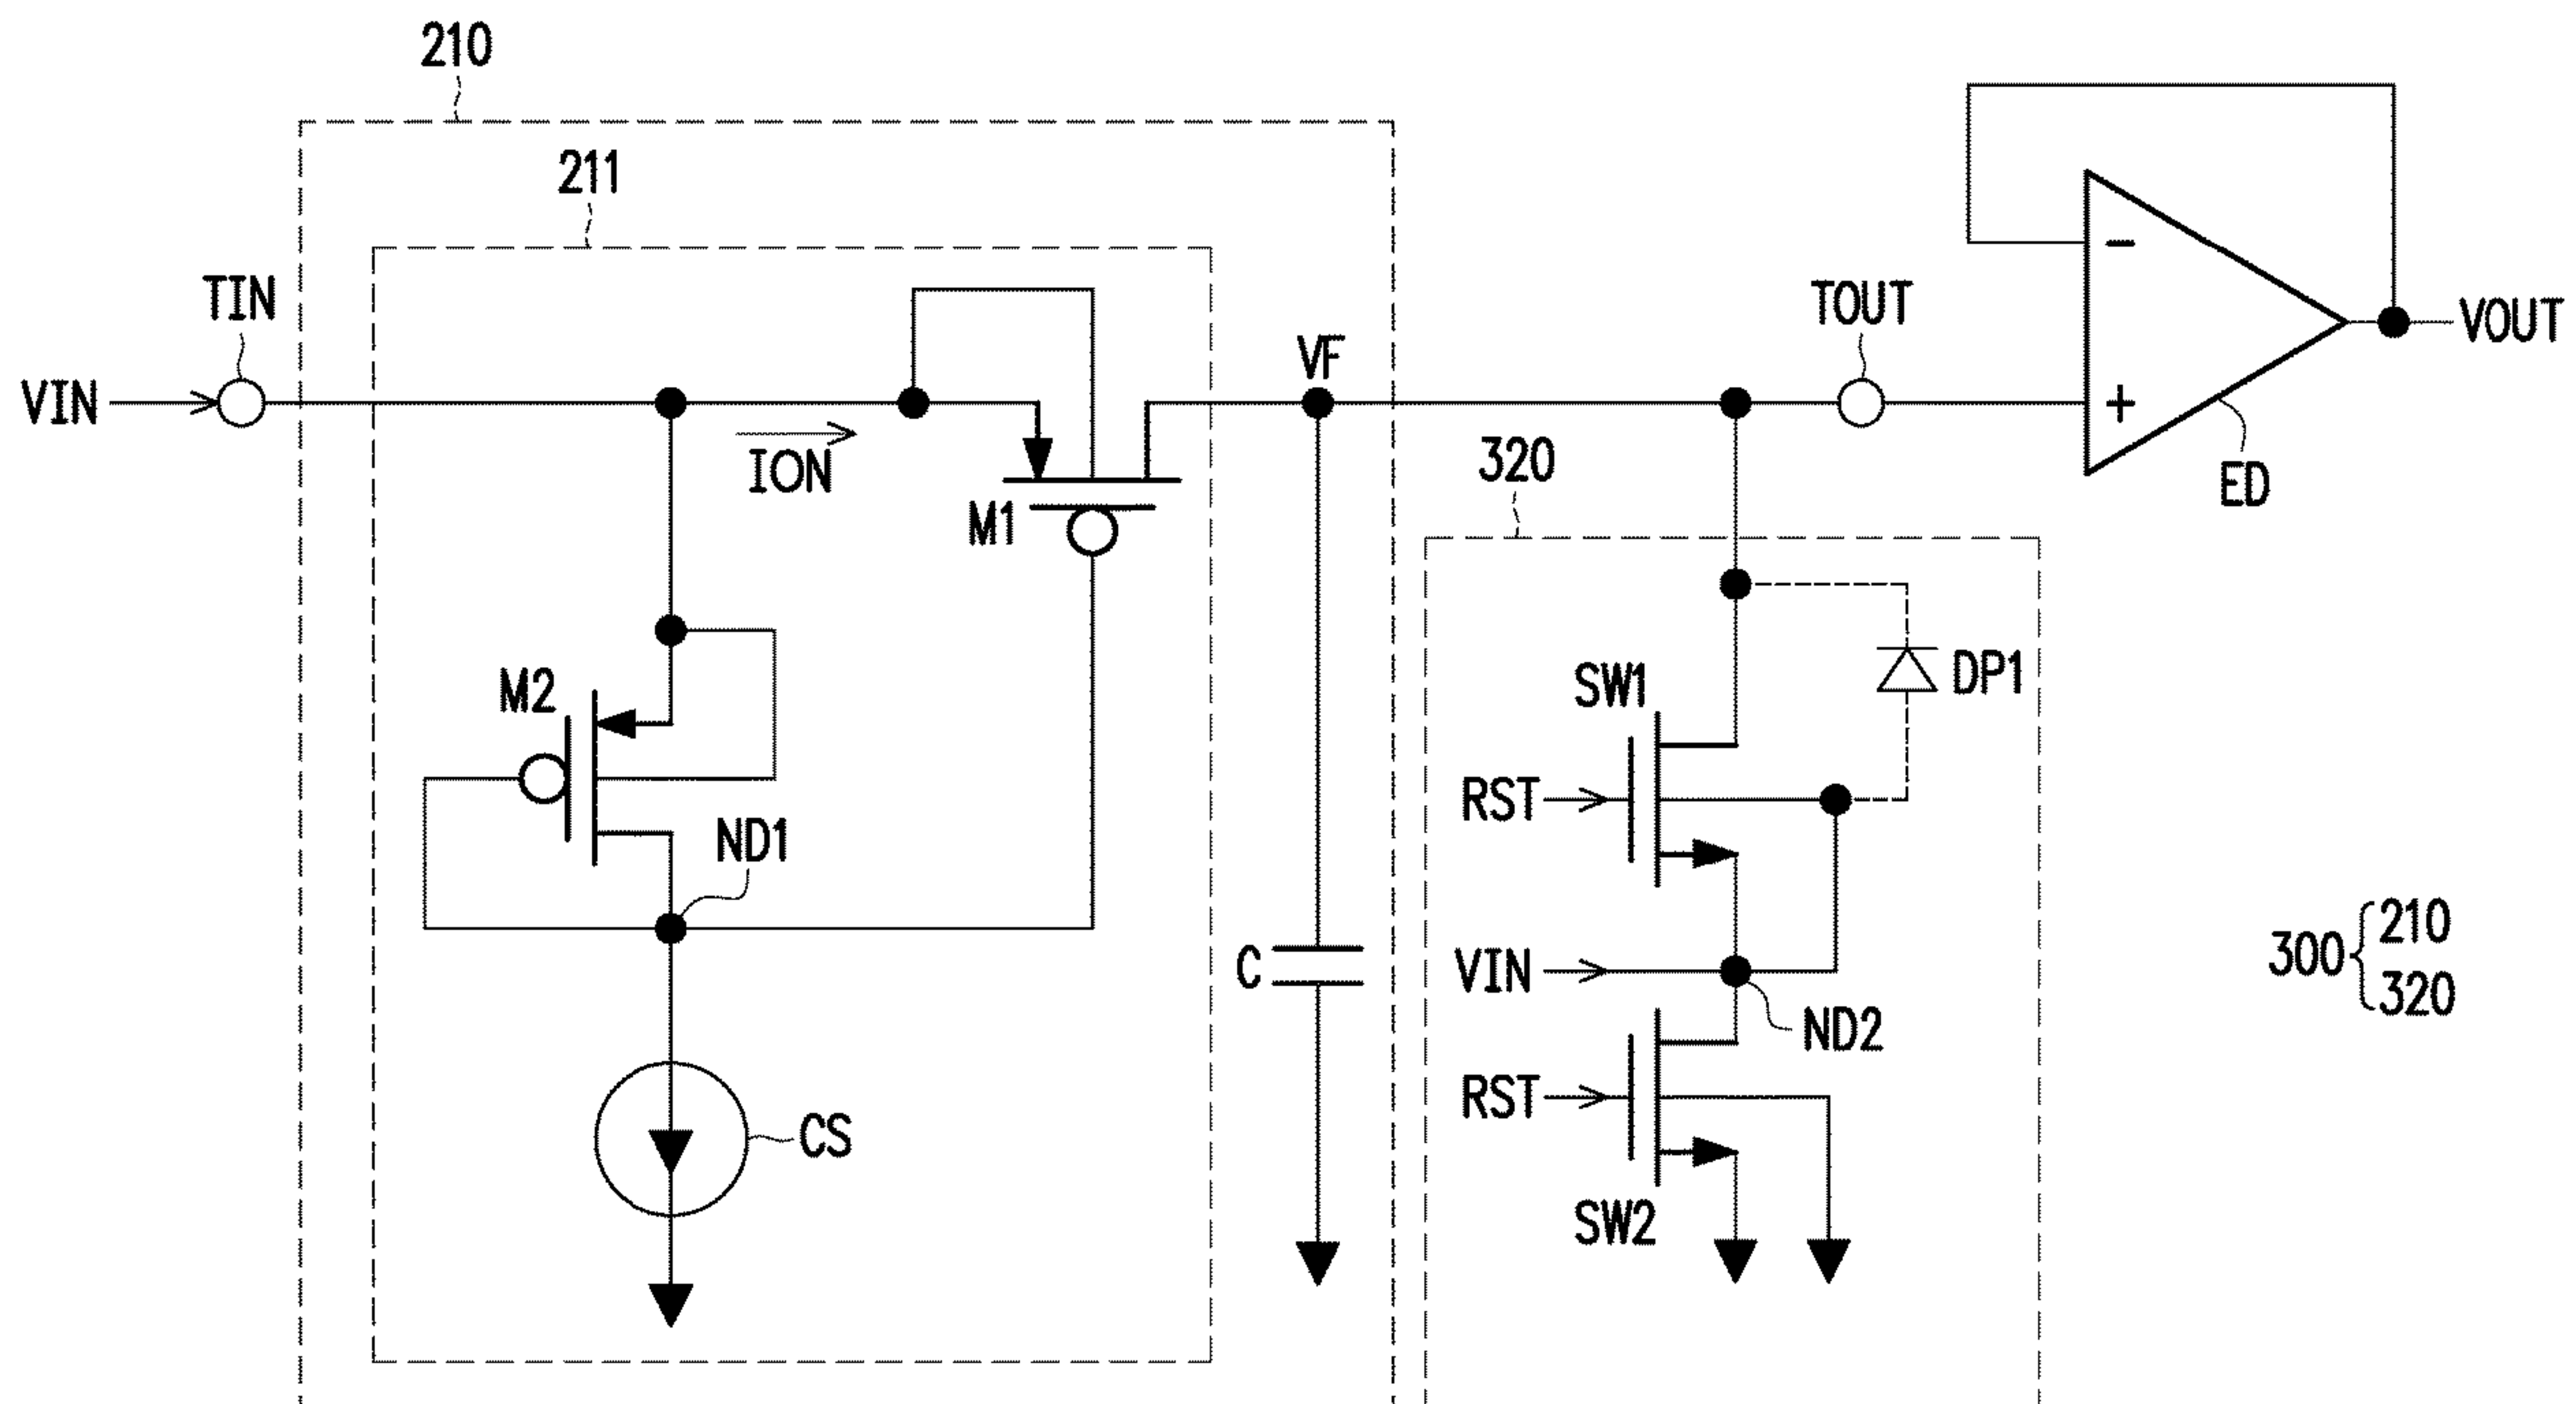 210
211
TIN
VIN
ION
M1
VF
TOUT
-
+
VOUT
ED
320
M2
ND1
CS
C
SW1
DP1
RST
VIN
ND2
RST
SW2
300 { 210
320